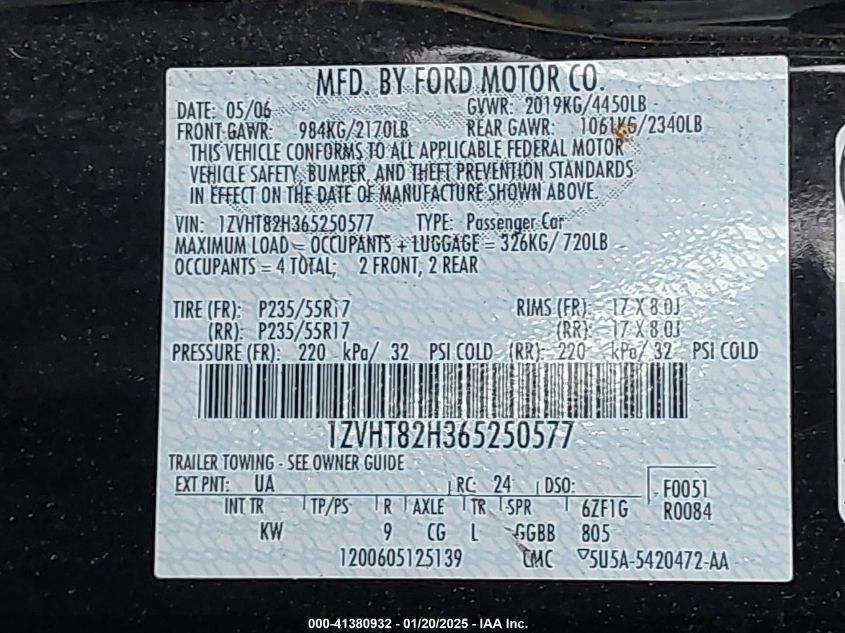 MFD. BY FORD MOTOR CO.
DATE: 05/06 GVWR: 2019KG/4450LB
FRONT GAWR: 984KG/2170LB REAR GAWR: 1061KG/2340LB
THIS VEHICLE CONFORMS TO ALL APPLICABLE FEDERAL MOTOR
VEHICLE SAFETY, BUMPER, AND THEFT PREVENTION STANDARDS
IN EFFECT ON THE DATE OF MANUFACTURE SHOWN ABOVE.
VIN: 1ZVHT82H365250577 TYPE: Passenger Car
MAXIMUM LOAD = OCCUPANTS + LUGGAGE = 326KG/ 720LB
OCCUPANTS = 4 TOTAL; 2 FRONT, 2 REAR
TIRE (FR): P235/55R17 RIMS (FR): 17 X 8.0J
(RR): P235/55R17 (RR): 17 X 8.0J
PRESSURE (FR): 220 kPa/ 32 PSI COLD (RR): 220 kPa/ 32 PSI COLD
1ZVHT82H365250577
TRAILER TOWING - SEE OWNER GUIDE
EXT PNT: UA RC: 24 DSO: F0051
INT TR TP/PS R AXLE TR SPR 6ZF1G R0084
KW 9 CG L GGBB 805
1200605125139 LMC ▽5U5A-5420472-AA
000-41380932 - 01/20/2025 - IAA Inc.